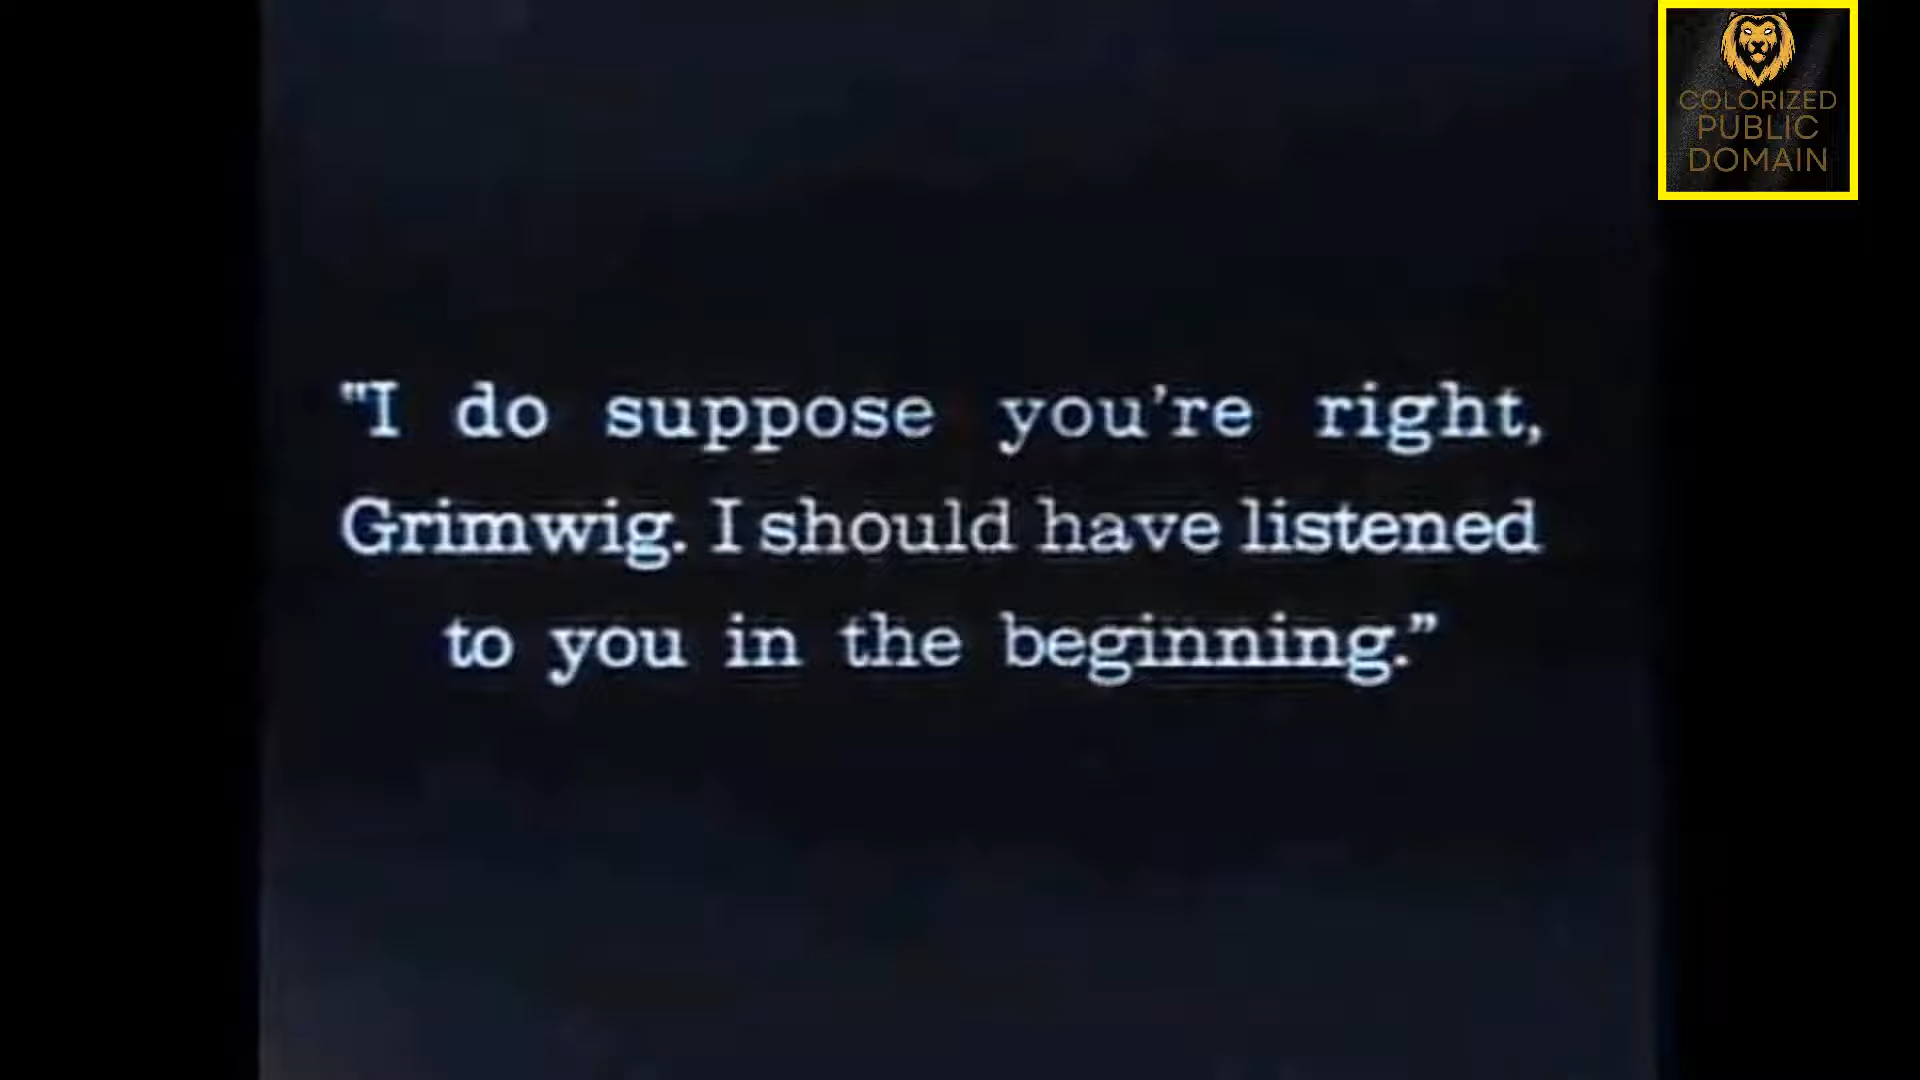 COLORIZED
PUBLIC
DOMAIN
"I do suppose you're right,
Grimwig. I should have listened
to you in the beginning.”